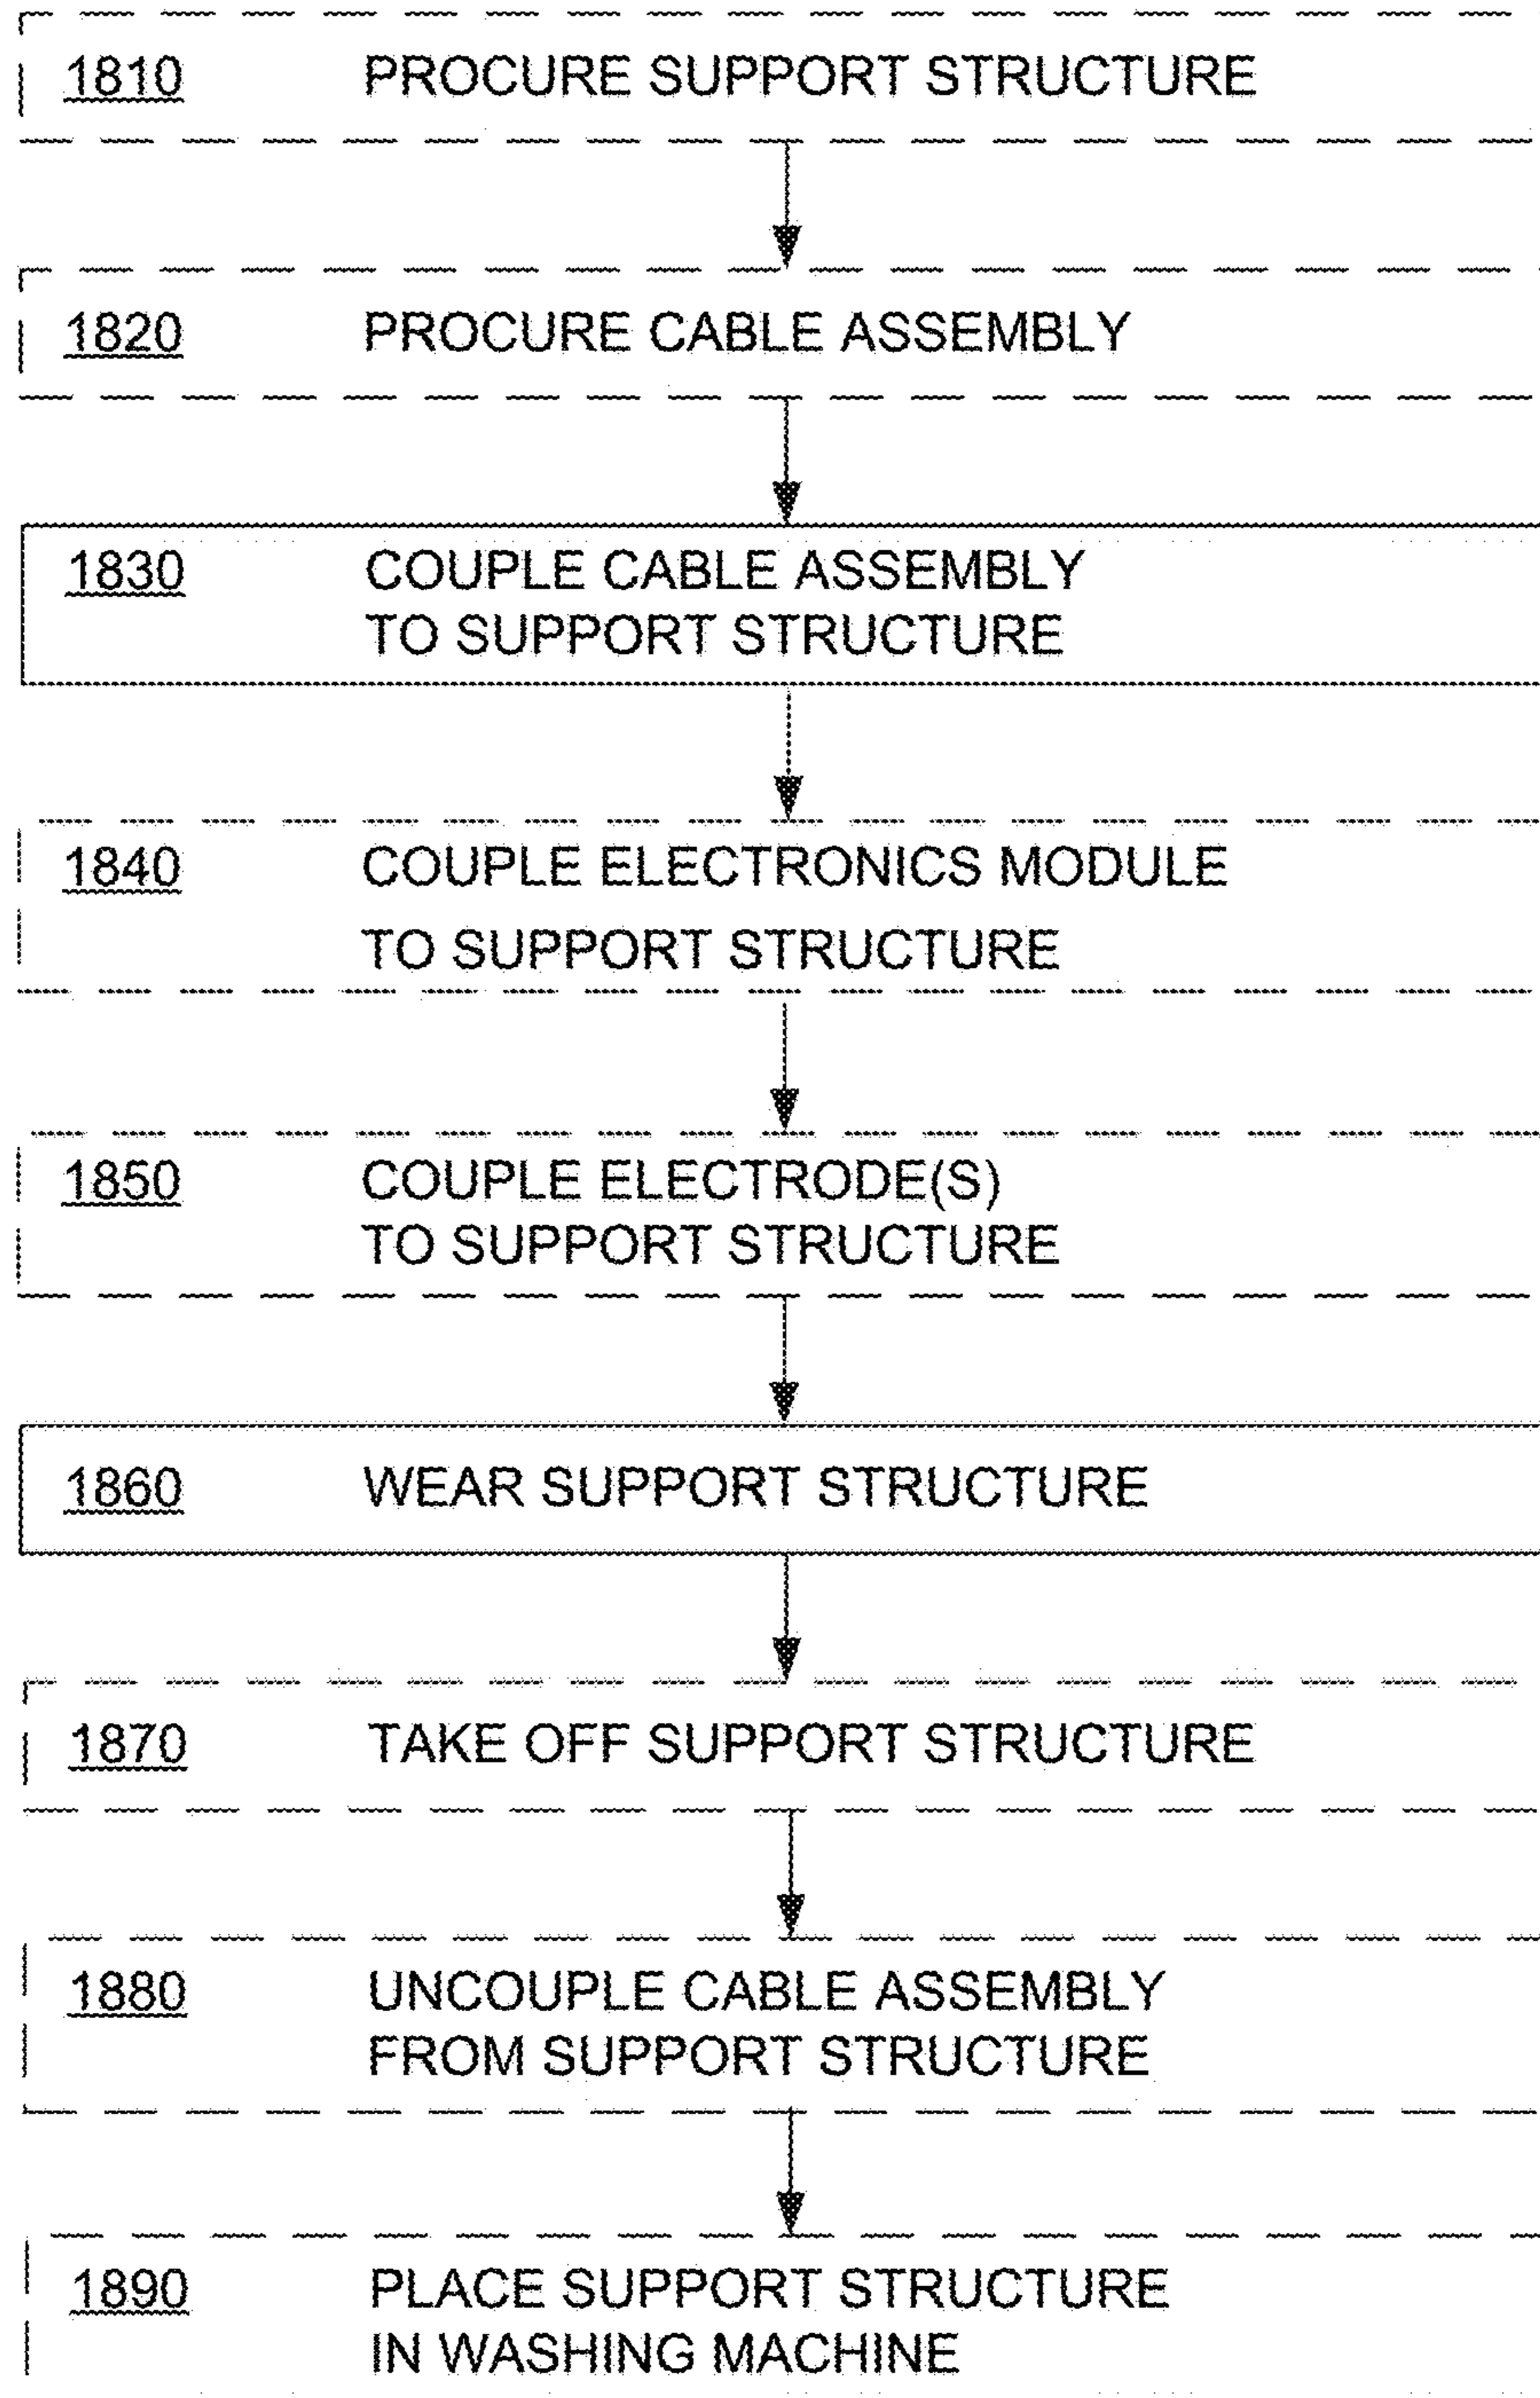 1810 PROCURE SUPPORT STRUCTURE
1820 PROCURE CABLE ASSEMBLY
1830 COUPLE CABLE ASSEMBLY
TO SUPPORT STRUCTURE
1840 COUPLE ELECTRONICS MODULE
TO SUPPORT STRUCTURE
1850 COUPLE ELECTRODE(S)
TO SUPPORT STRUCTURE
1860 WEAR SUPPORT STRUCTURE
1870 TAKE OFF SUPPORT STRUCTURE
1880 UNCOUPLE CABLE ASSEMBLY
FROM SUPPORT STRUCTURE
1890 PLACE SUPPORT STRUCTURE
IN WASHING MACHINE